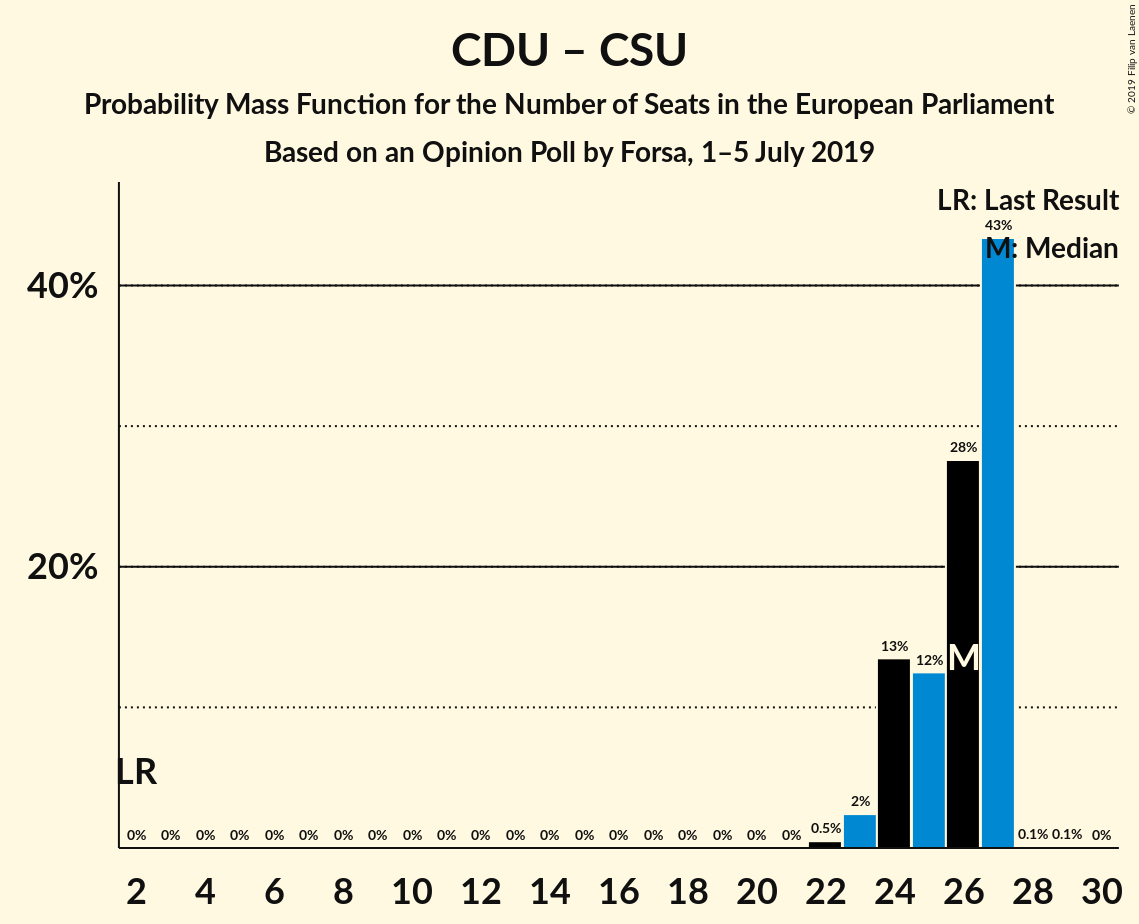 CDU – CSU
Probability Mass Function for the Number of Seats in the European Parliament
Based on an Opinion Poll by Forsa, 1–5 July 2019
© 2019 Filip van Laenen
LR: Last Result
M: Median
43%
40%
28%
20%
13%
12%
M
LR
2%
0.5%
0% 0% 0% 0% 0% 0% 0% 0% 0% 0% 0% 0% 0% 0% 0% 0% 0% 0% 0% 0% 0.1% 0.1% 0%
2 4 6 8 10 12 14 16 18 20 22 24 26 28 30